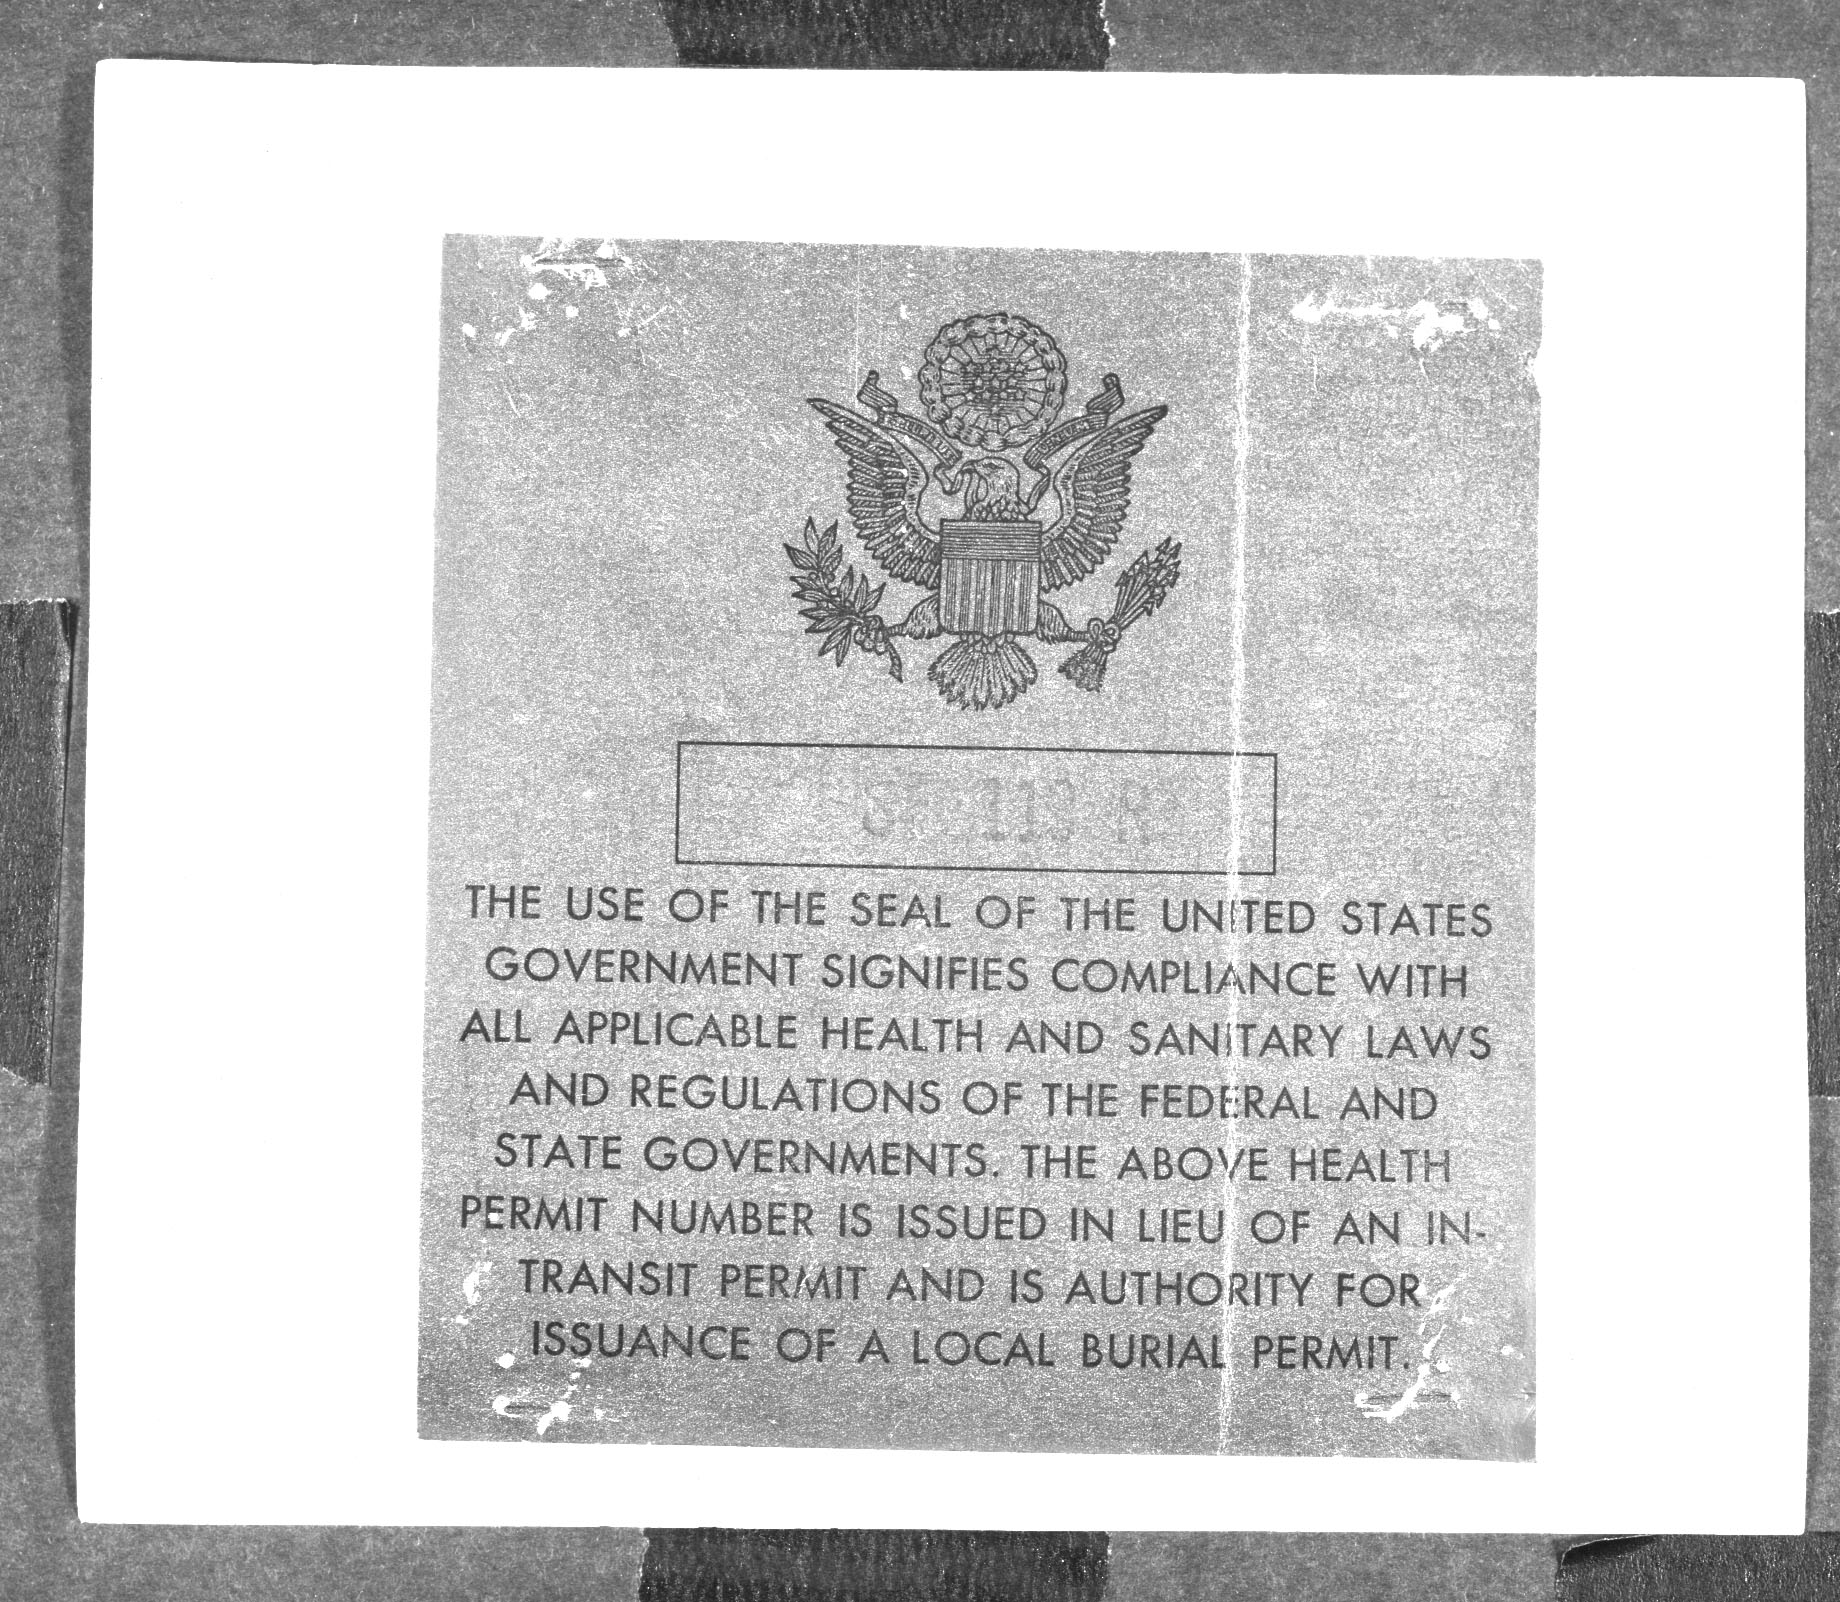 THE USE OF THE SEAL OF THE UNITED STATES
GOVERNMENT SIGNIFIES COMPLIANCE WITH
ALL APPLICABLE HEALTH AND SANITARY LAWS
AND REGULATIONS OF THE FEDERAL AND
STATE GOVERNMENTS. THE ABOVE HEALTH
PERMIT NUMBER IS ISSUED IN LIEU OF AN IN-
TRANSIT PERMIT AND IS AUTHORITY FOR
ISSUANCE OF A LOCAL BURIAL PERMIT.